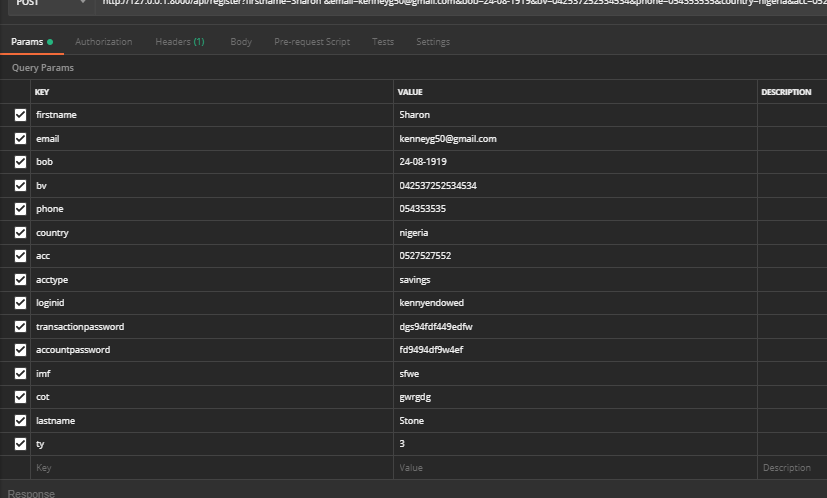 POST http://127.0.0.1:8000/api/register?firstname=Sharon &email=kenneyg50@gmail.com&bob=24-08-1919&bv=042537252534534&phone=054353535&country=nigeria&acc=052
Params Authorization Headers (1) Body Pre-request Script Tests Settings
Query Params
KEY VALUE DESCRIPTION
firstname Sharon
email kenneyg50@gmail.com
bob 24-08-1919
bv 042537252534534
phone 054353535
country nigeria
acc 0527527552
acctype savings
loginid kennyendowed
transactionpassword dgs94fdf449edfw
accountpassword fd9494df9w4ef
imf sfwe
cot gwrgdg
lastname Stone
ty 3
Key Value Description
Response